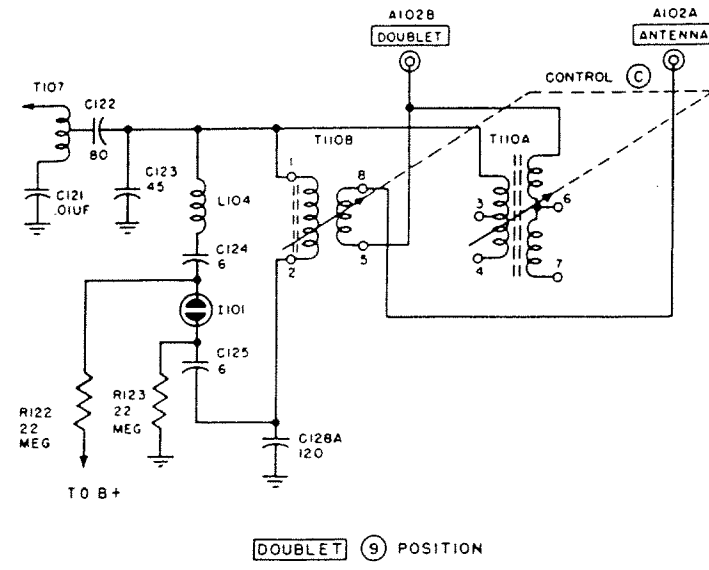 A102B
DOUBLET
A102A
ANTENNA
CONTROL C
T107
C122
80
T110B
T110A
C123
45
C121
.01UF
L104
1
8
3
6
2
5
4
7
C124
6
I101
C125
6
R122
22
MEG
R123
22
MEG
C128A
120
TO B+
DOUBLET 9 POSITION